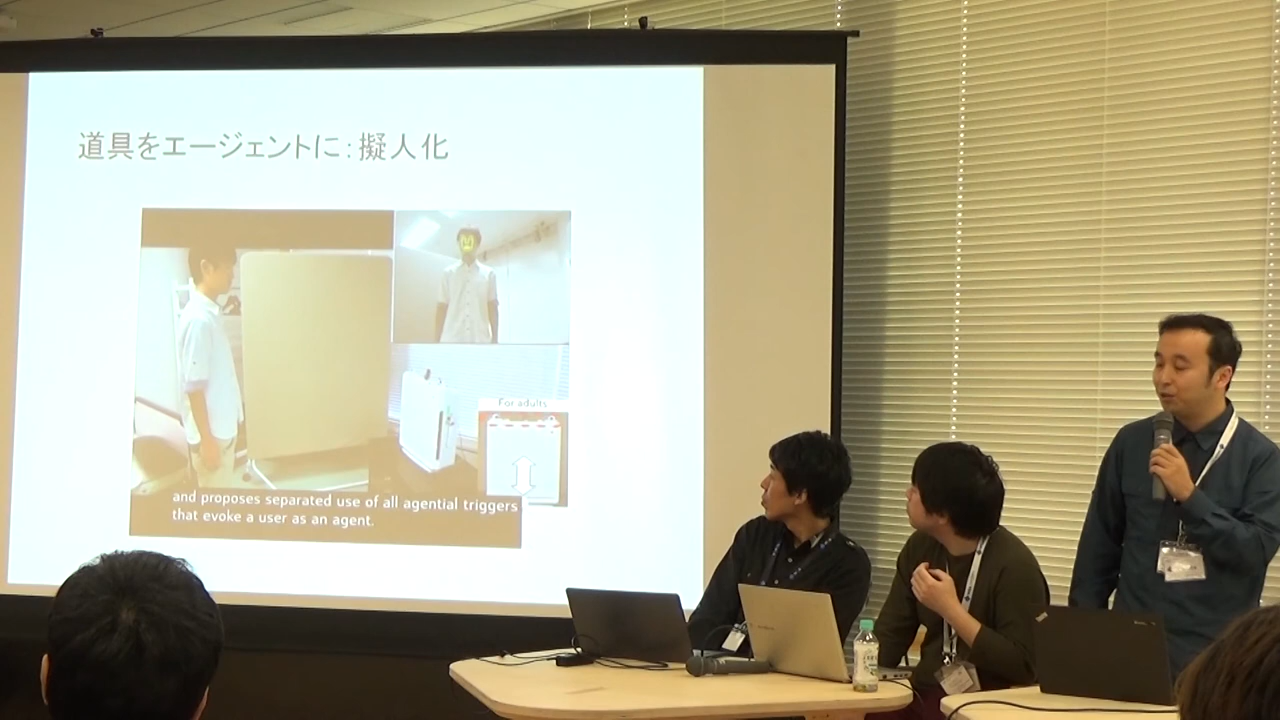 道具をエージェントに：擬人化
For adults
and proposes separated use of all agential triggers
that evoke a user as an agent.